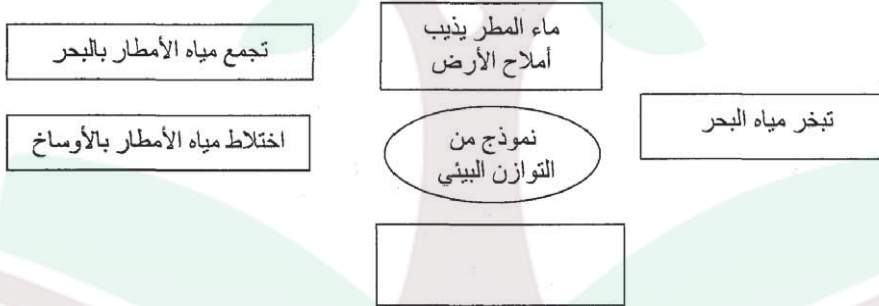 ماء المطر يذيب
أملاح الأرض
تجمع مياه الأمطار بالبحر
تبخر مياه البحر
نموذج من
التوازن البيئي
اختلاط مياه الأمطار بالأوساخ